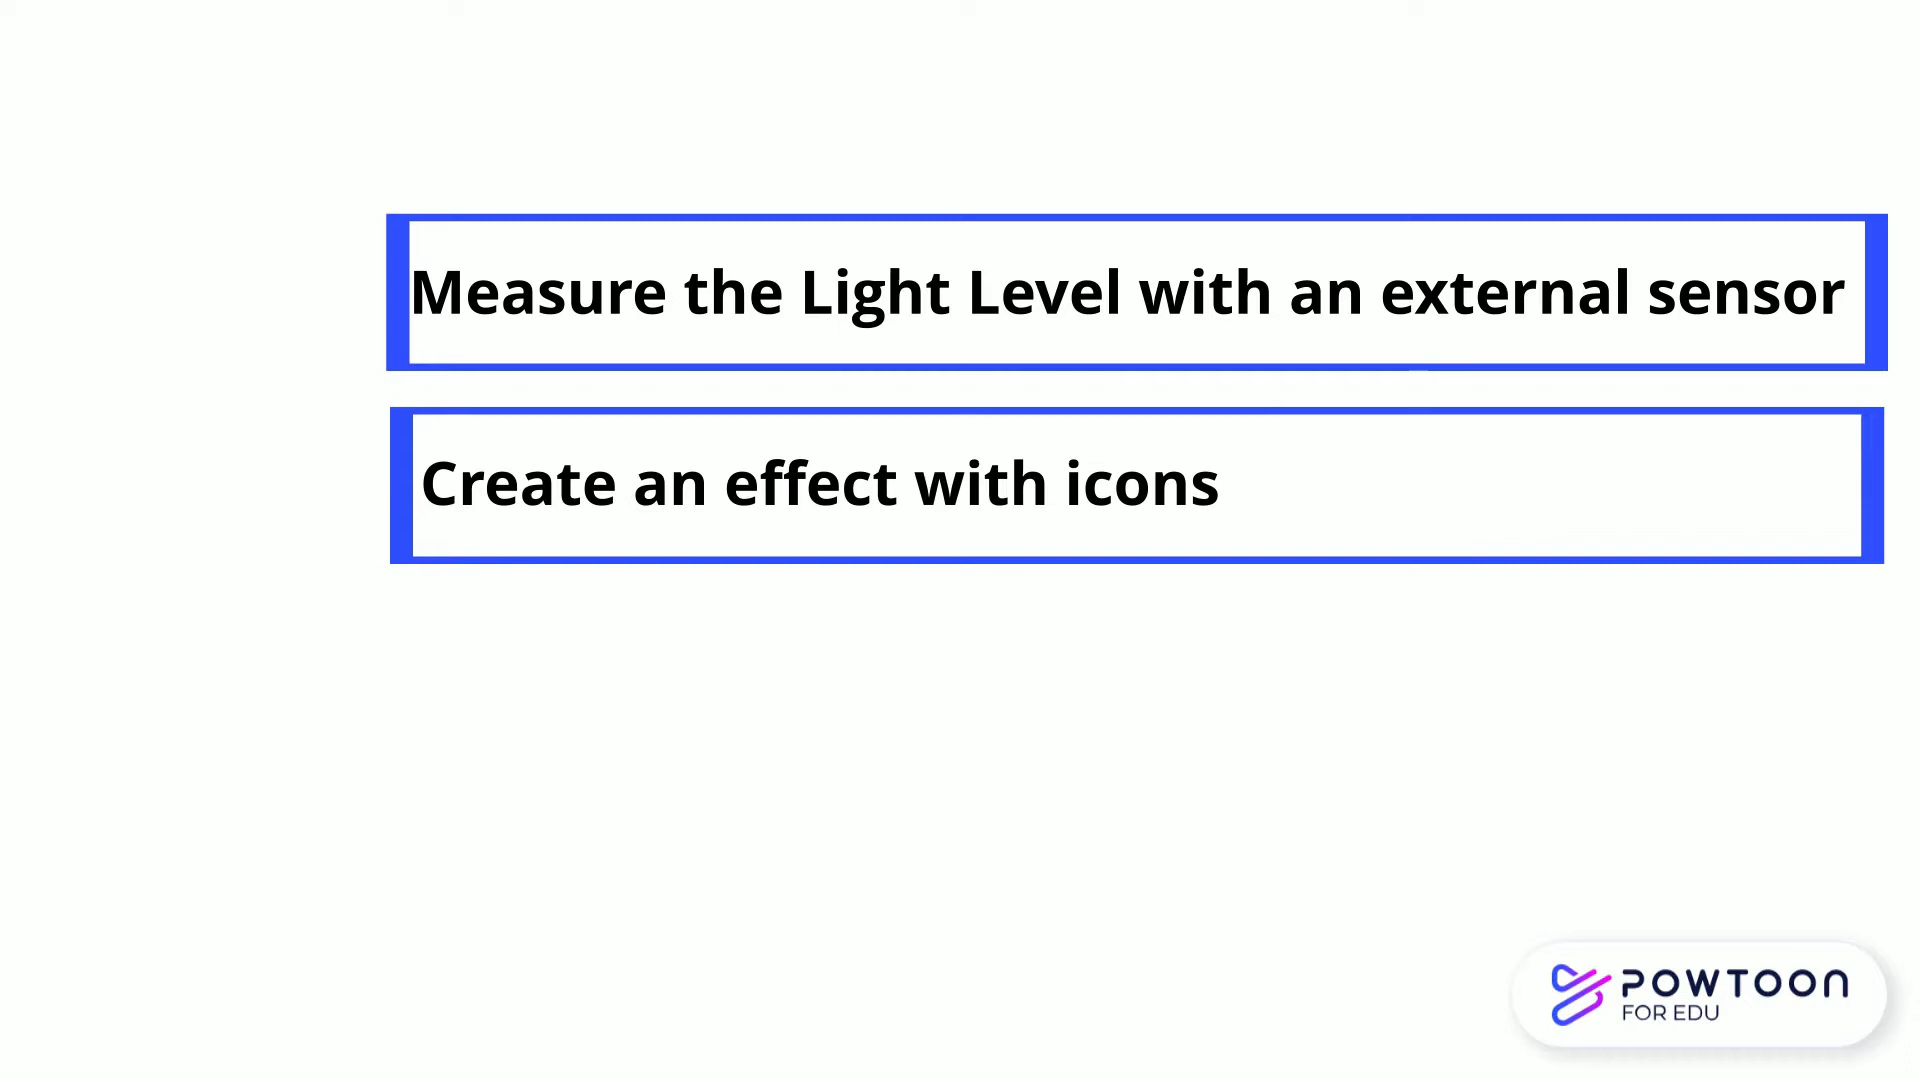 Measure the Light Level with an external sensor
Create an effect with icons
POWTOON
FOR EDU